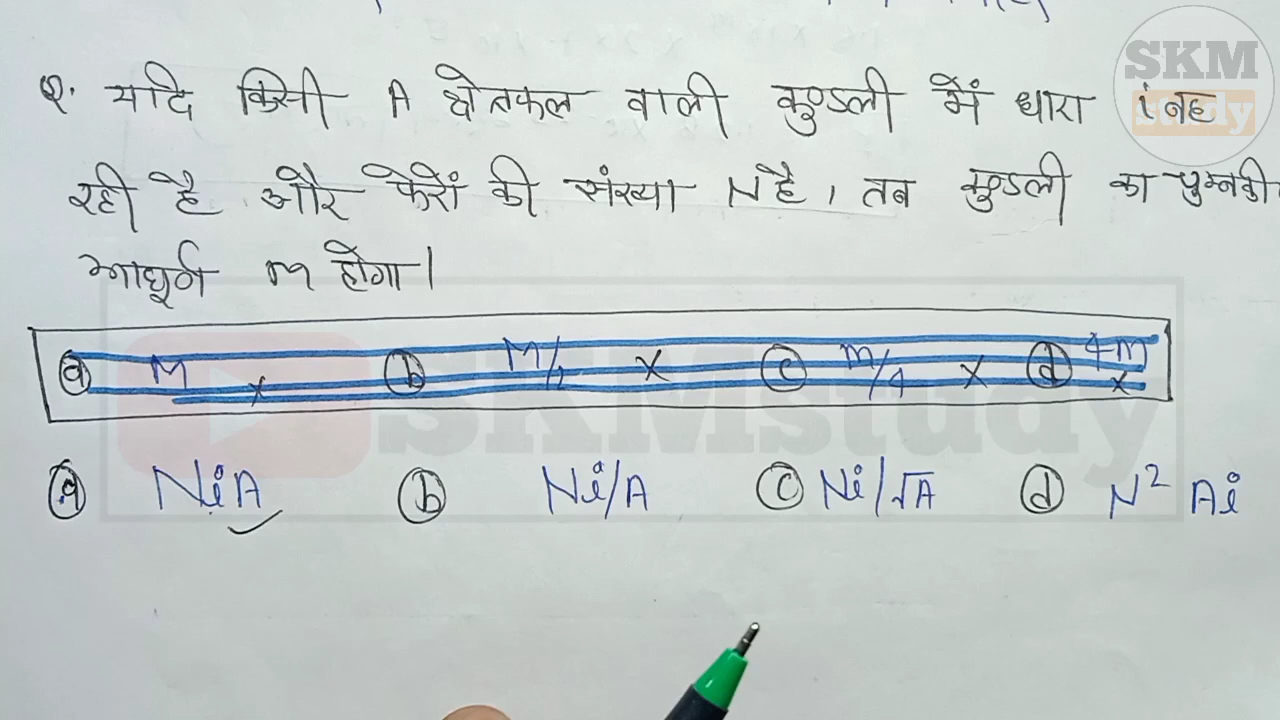 SKM
study
Q. यदि किसी A क्षेत्रफल वाली कुण्डली में धारा i बह
रही है और फेरों की संख्या N है, तब कुण्डली का चुम्बकी
आघूर्ण m होगा।
(a) M × (b) M/2 × (c) M/4 × (d) 4M ×
SKMstudy
(a) NiA (b) Ni/A (c) Ni/√A (d) N² Ai